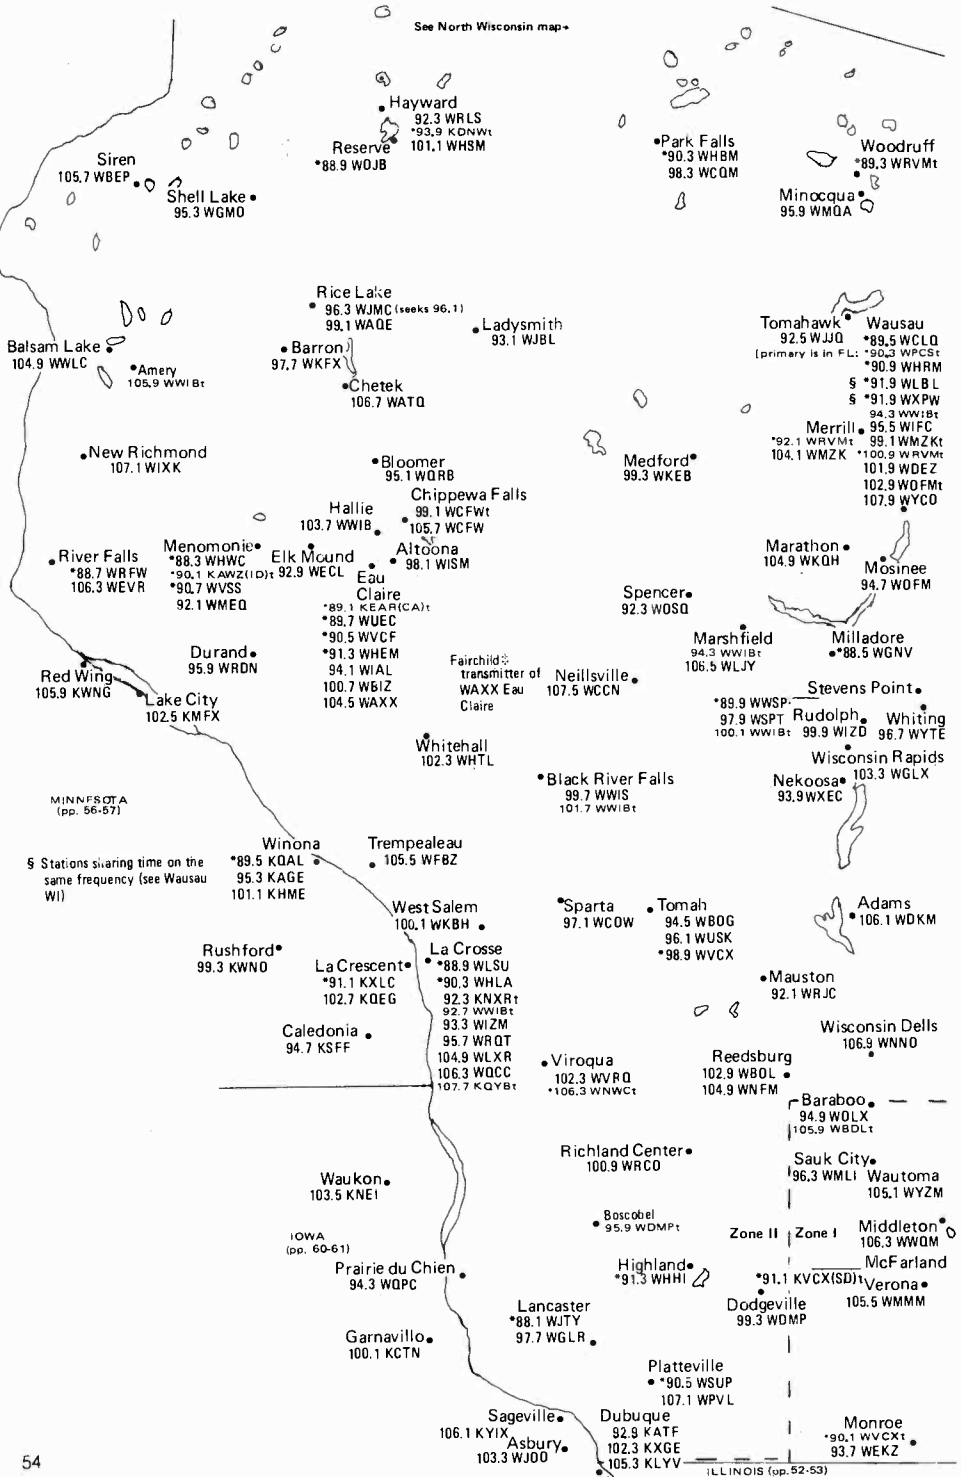 See North Wisconsin map→
Hayward
92.3 WRLS
*93.9 KDNWt
101.1 WHSM
Reserve
*88.9 WOJB
Park Falls
*90.3 WHBM
98.3 WCQM
Woodruff
*89.3 WRVMt
Minocqua
95.9 WMQA
Siren
105.7 WBEP
Shell Lake
95.3 WGMO
Rice Lake
96.3 WJMC (seeks 96.1)
99.1 WAQE
Ladysmith
93.1 WJBL
Barron
97.7 WKFX
Chetek
106.7 WATQ
Balsam Lake
104.9 WWLC
Amery
105.9 WWIBt
Tomahawk
92.5 WJJQ
Wausau
[primary is in FL: *90.3 WPCSt
*89.5 WCLQ
*90.9 WHRM
§ *91.9 WLBL
§ *91.9 WXPW
94.3 WWIBt
95.5 WIFC
99.1 WMZKt
*100.9 WRVMt
101.9 WDEZ
102.9 WOFMt
107.9 WYCO
Merrill
*92.1 WRVMt
104.1 WMZK
New Richmond
107.1 WIXK
Bloomer
95.1 WQRB
Medford
99.3 WKEB
Chippewa Falls
99.1 WCFWt
105.7 WCFW
Hallie
103.7 WWIB
Altoona
98.1 WISM
River Falls
*88.7 WRFW
106.3 WEVR
Menomonie
*88.3 WHWC
*90.1 KAWZ(ID)t
*90.7 WVSS
92.1 WMEQ
Elk Mound
92.9 WECL
Eau
Claire
*89.1 KEAR(CA)t
*89.7 WUEC
*90.5 WVCF
*91.3 WHEM
94.1 WIAL
100.7 WBIZ
104.5 WAXX
Marathon
104.9 WKQH
Mosinee
94.7 WOFM
Spencer
92.3 WOSQ
Marshfield
94.3 WWIBt
106.5 WLJY
Milladore
*88.5 WGNV
Durand
95.9 WRDN
Fairchild:
transmitter of
WAXX Eau
Claire
Neillsville
107.5 WCCN
Red Wing
105.9 KWNG
Lake City
102.5 KMFX
Stevens Point
*89.9 WWSP
97.9 WSPT
100.1 WWIBt
Rudolph
99.9 WIZD
Whiting
96.7 WYTE
Whitehall
102.3 WHTL
Wisconsin Rapids
103.3 WGLX
Nekoosa
93.9 WXEC
Black River Falls
99.7 WWIS
101.7 WWIBt
MINNESOTA
(pp. 56-57)
Winona
*89.5 KQAL
95.3 KAGE
101.1 KHME
Trempealeau
105.5 WFBZ
§ Stations sharing time on the
same frequency (see Wausau
WI)
West Salem
100.1 WKBH
Sparta
97.1 WCOW
Tomah
94.5 WBOG
96.1 WUSK
*98.9 WVCX
Adams
106.1 WDKM
Rushford
99.3 KWNO
La Crescent
*91.1 KXLC
102.7 KQEG
La Crosse
*88.9 WLSU
*90.3 WHLA
92.3 KNXRt
92.7 WWIBt
93.3 WIZM
95.7 WRQT
104.9 WLXR
106.3 WQCC
107.7 KQYBt
Mauston
92.1 WRJC
Caledonia
94.7 KSFF
Wisconsin Dells
106.9 WNNO
Viroqua
102.3 WVRQ
*106.3 WNWCt
Reedsburg
102.9 WBOL
104.9 WNFM
Baraboo
94.9 WOLX
105.9 WBDLt
Richland Center
100.9 WRCO
Sauk City
96.3 WMLI
Wautoma
105.1 WYZM
Waukon
103.5 KNEI
Boscobel
95.9 WDMPt
Zone II
Zone I
Middleton
106.3 WWQM
IOWA
(pp. 60-61)
Prairie du Chien
94.3 WQPC
Highland
*91.3 WHHI
McFarland
*91.1 KVCX(SD)t
Verona
105.5 WMMM
Dodgeville
99.3 WDMP
Lancaster
*88.1 WJTY
97.7 WGLR
Garnavillo
100.1 KCTN
Platteville
*90.5 WSUP
107.1 WPVL
Sageville
106.1 KYIX
Asbury
103.3 WJOD
Dubuque
92.9 KATF
102.3 KXGE
105.3 KLYV
Monroe
*90.1 WVCXt
93.7 WEKZ
ILLINOIS (pp. 52-53)
54